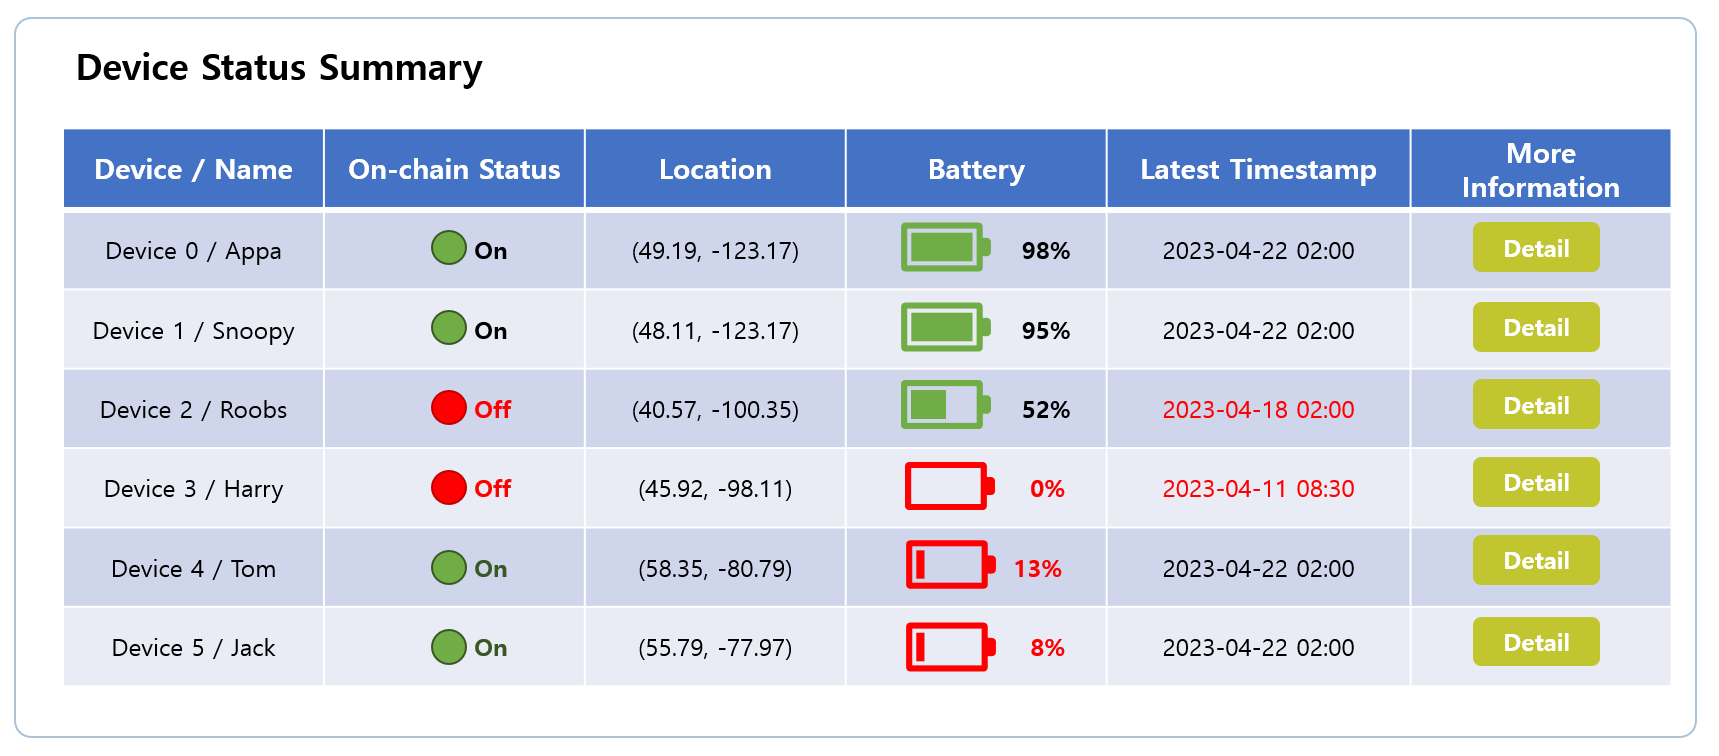 Device Status Summary
Device / Name On-chain Status Location Battery Latest Timestamp More
Information
Device 0 / Appa On (49.19, -123.17) 98% 2023-04-22 02:00 Detail
Device 1 / Snoopy On (48.11, -123.17) 95% 2023-04-22 02:00 Detail
Device 2 / Roobs Off (40.57, -100.35) 52% 2023-04-18 02:00 Detail
Device 3 / Harry Off (45.92, -98.11) 0% 2023-04-11 08:30 Detail
Device 4 / Tom On (58.35, -80.79) 13% 2023-04-22 02:00 Detail
Device 5 / Jack On (55.79, -77.97) 8% 2023-04-22 02:00 Detail